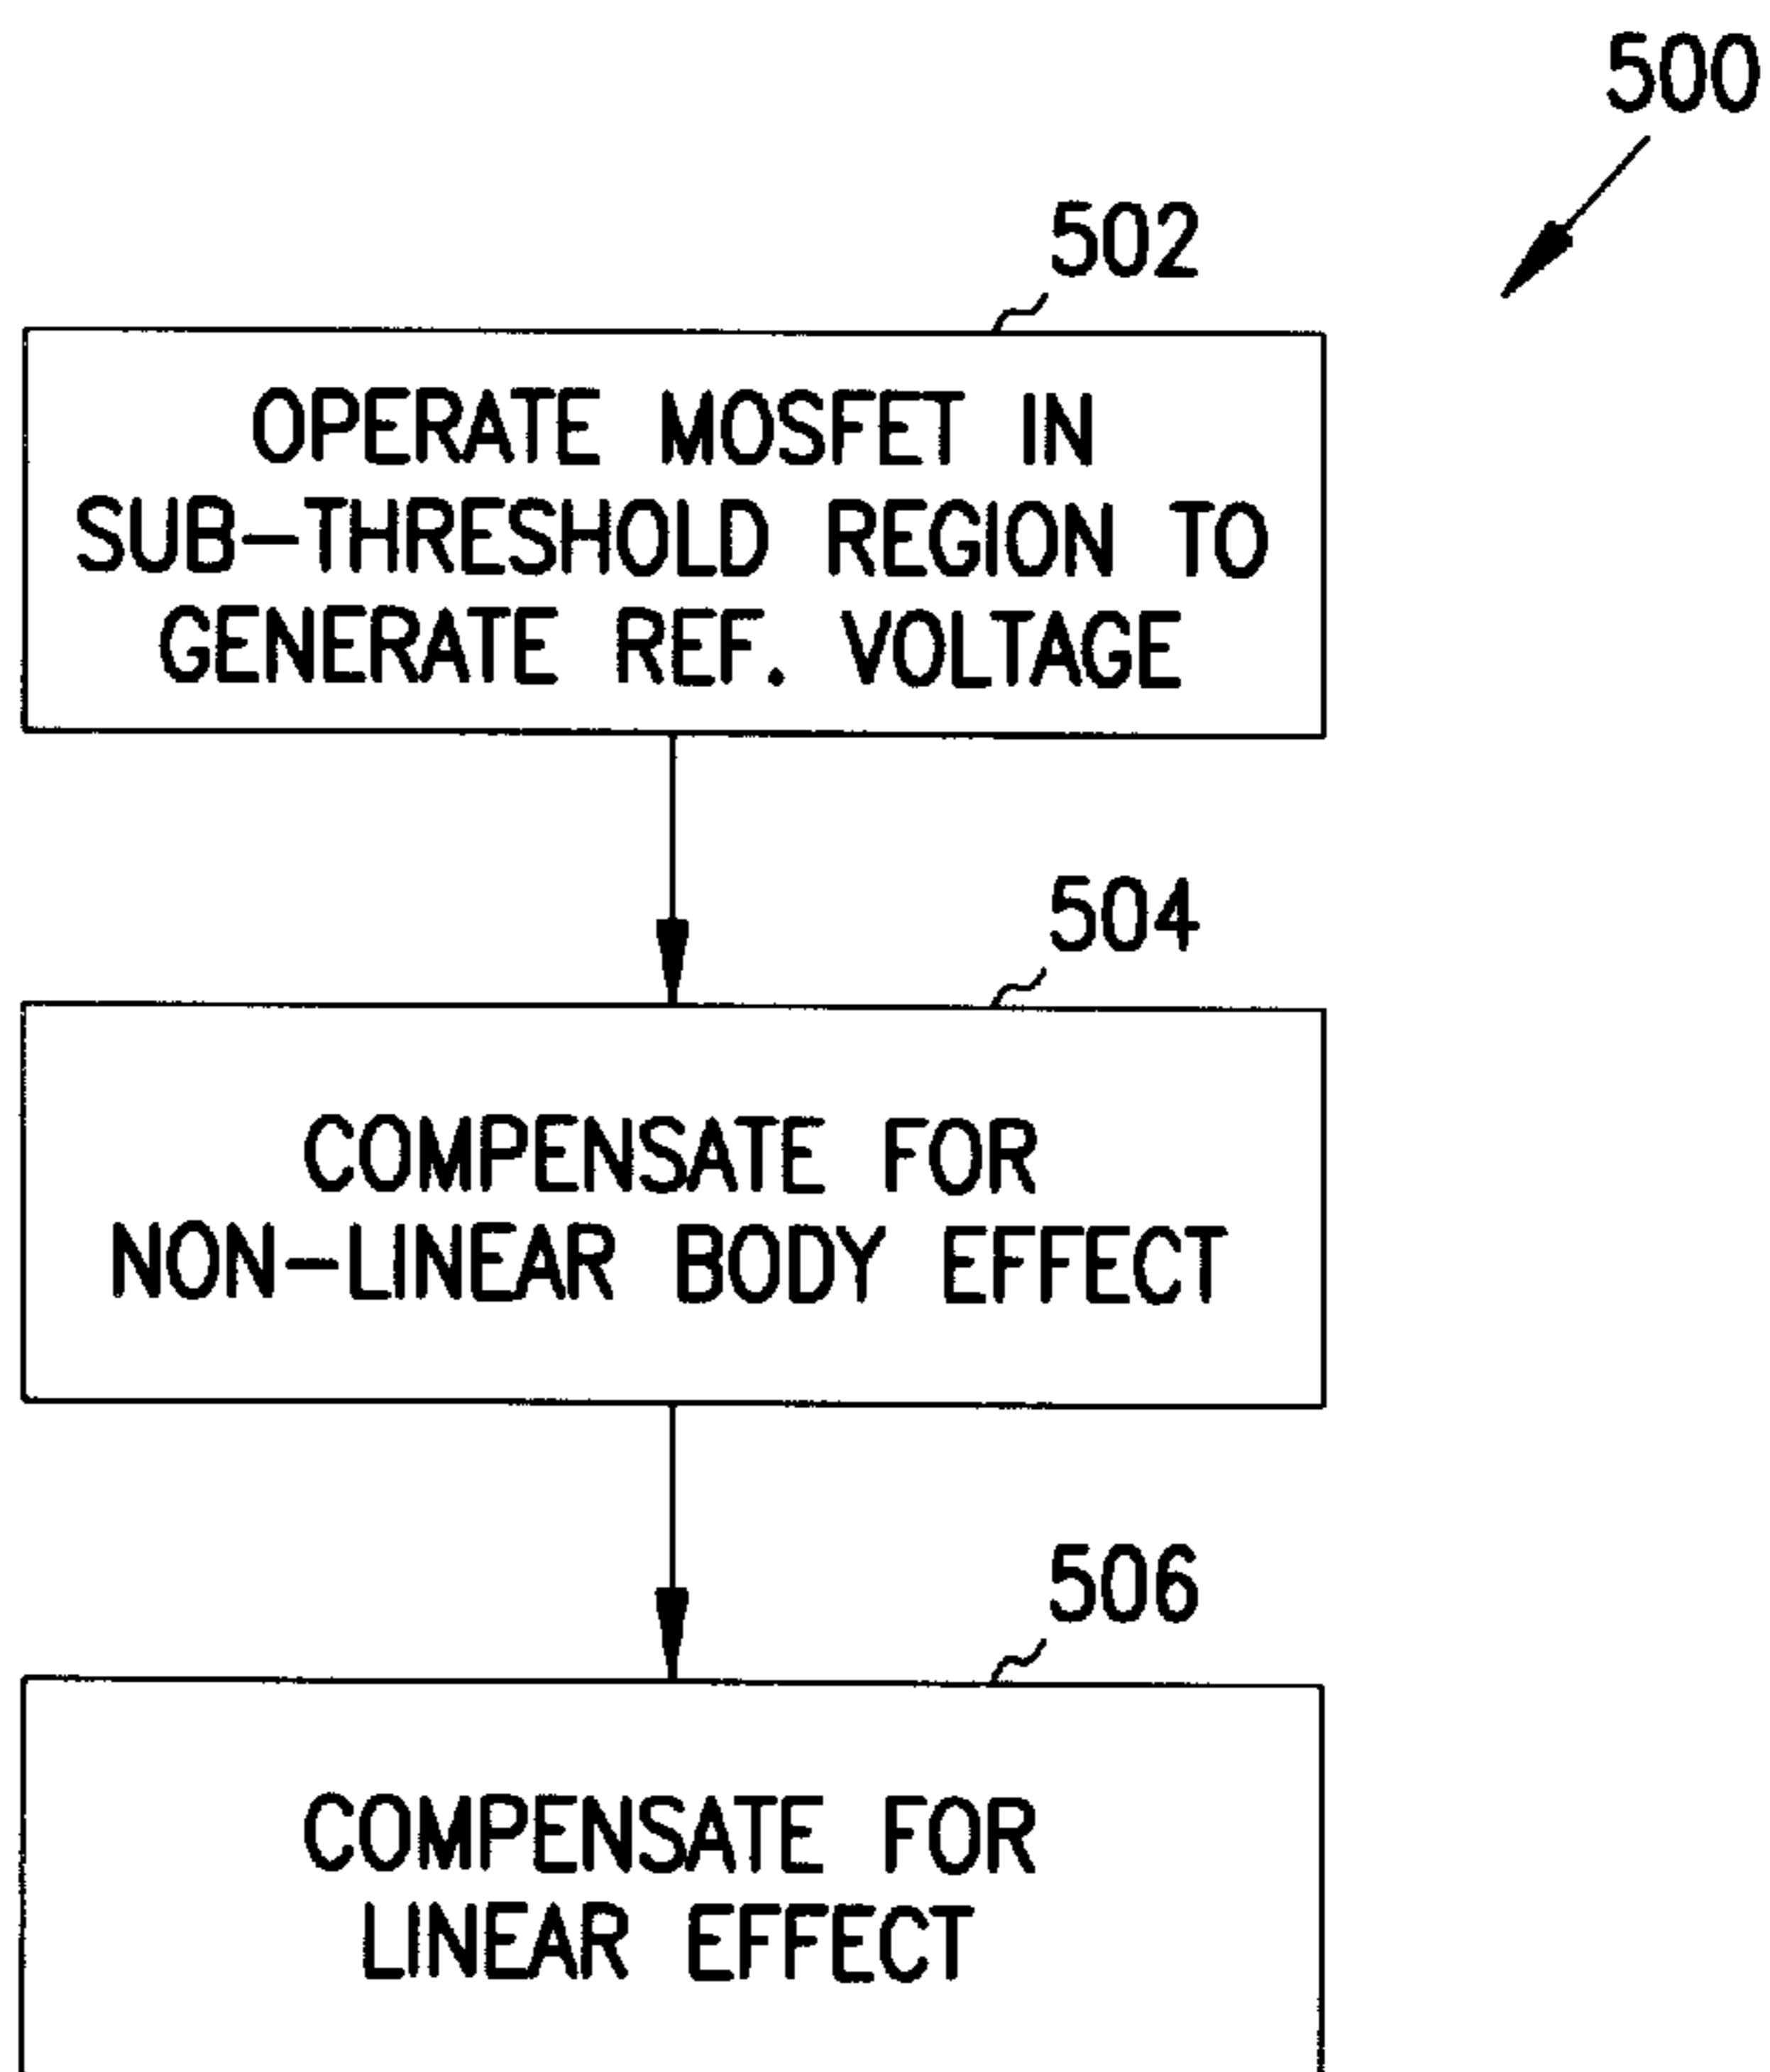 500
502
OPERATE MOSFET IN
SUB-THRESHOLD REGION TO
GENERATE REF. VOLTAGE
504
COMPENSATE FOR
NON-LINEAR BODY EFFECT
506
COMPENSATE FOR
LINEAR EFFECT